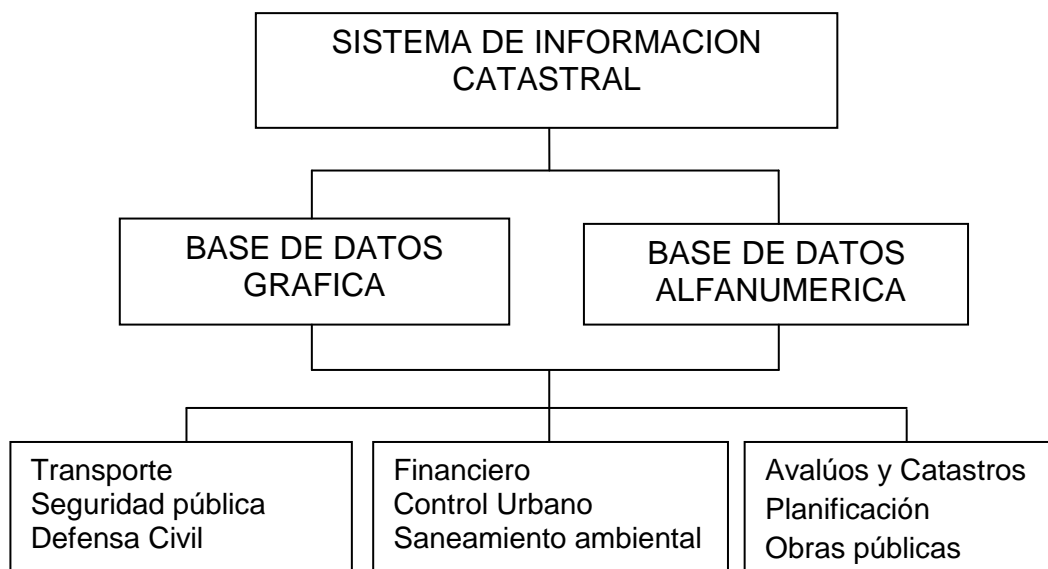 SISTEMA DE INFORMACION
CATASTRAL
BASE DE DATOS
GRAFICA
BASE DE DATOS
ALFANUMERICA
Transporte
Seguridad pública
Defensa Civil
Financiero
Control Urbano
Saneamiento ambiental
Avalúos y Catastros
Planificación
Obras públicas